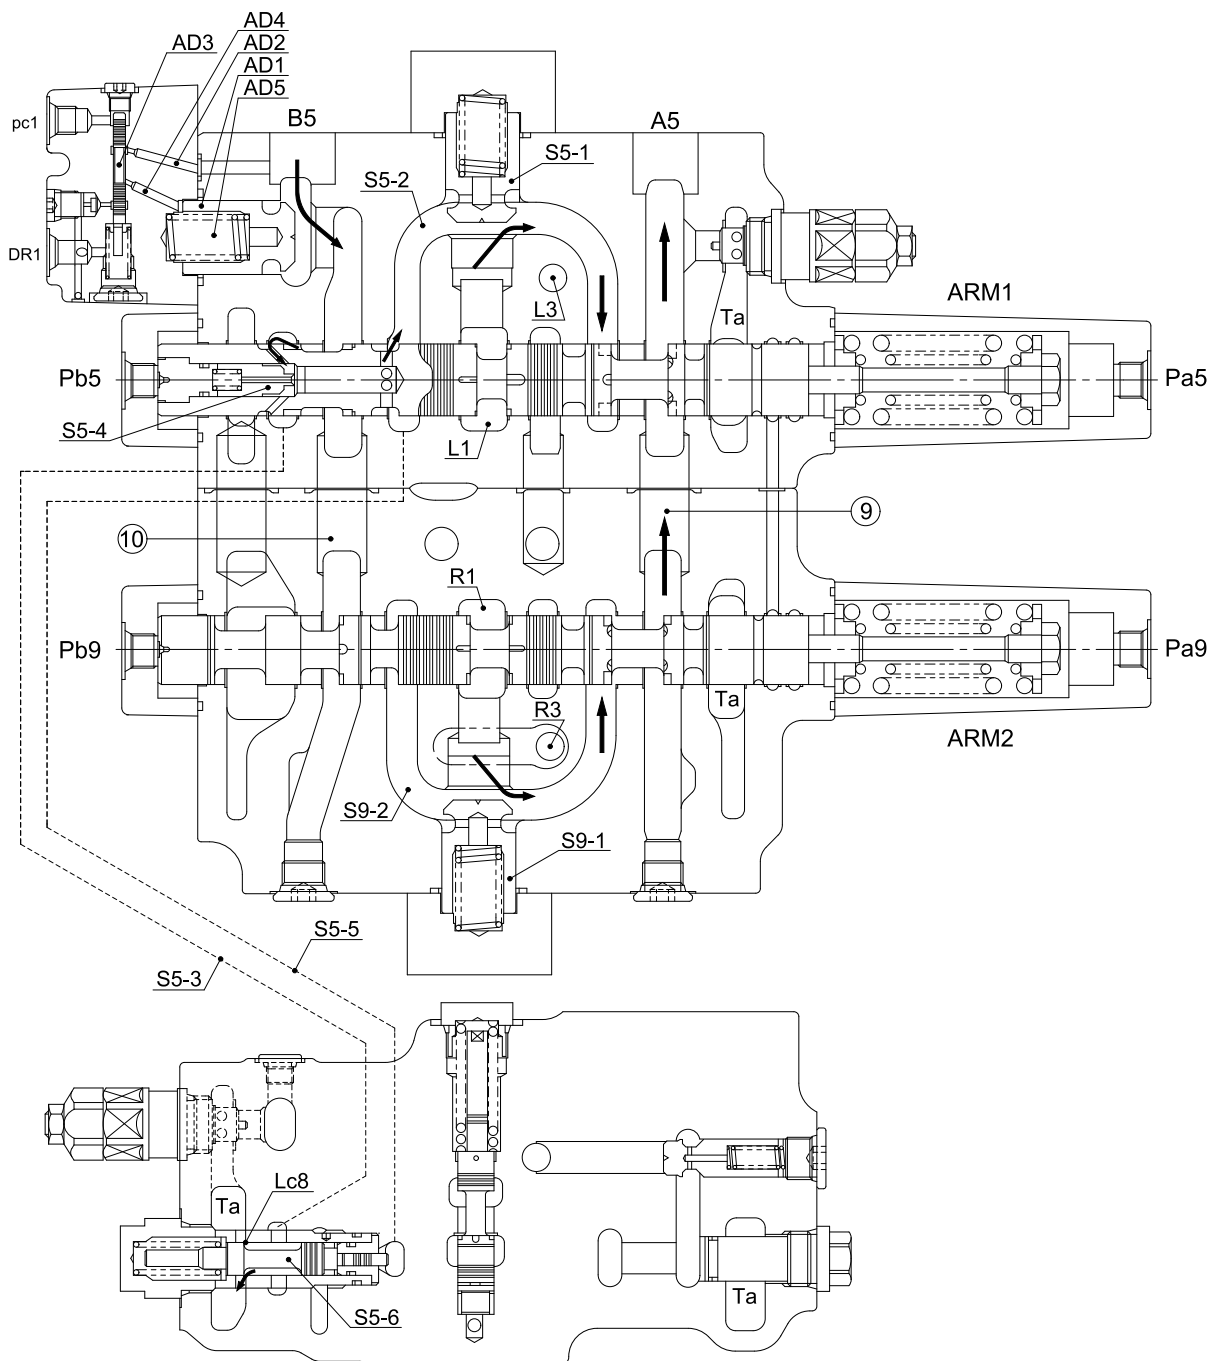 AD4
AD3
AD2
AD1
AD5
pc1
B5
A5
S5-1
S5-2
DR1
L3
Ta
ARM1
Pb5
Pa5
S5-4
L1
10
9
R1
Pb9
Pa9
R3
Ta
ARM2
S9-2
S9-1
S5-5
S5-3
Lc8
Ta
S5-6
Ta